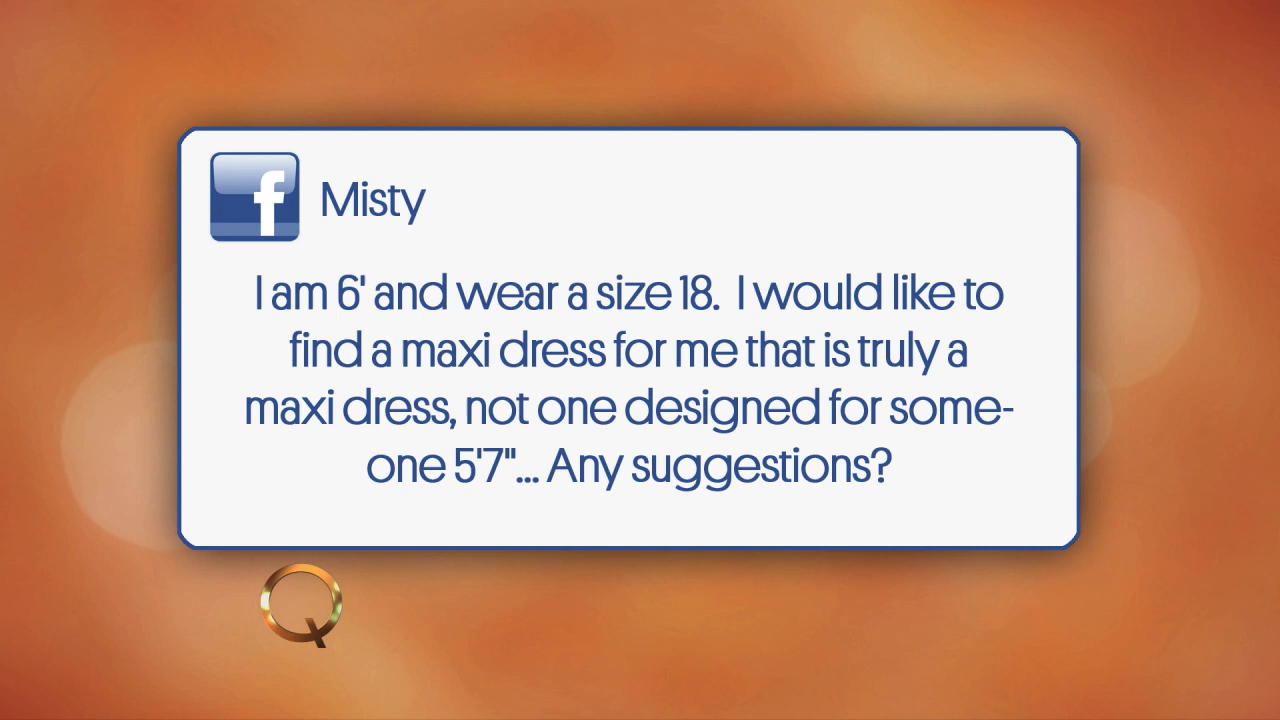 f Misty
I am 6' and wear a size 18.  I would like to
find a maxi dress for me that is truly a
maxi dress, not one designed for some-
one 5'7"... Any suggestions?
Q